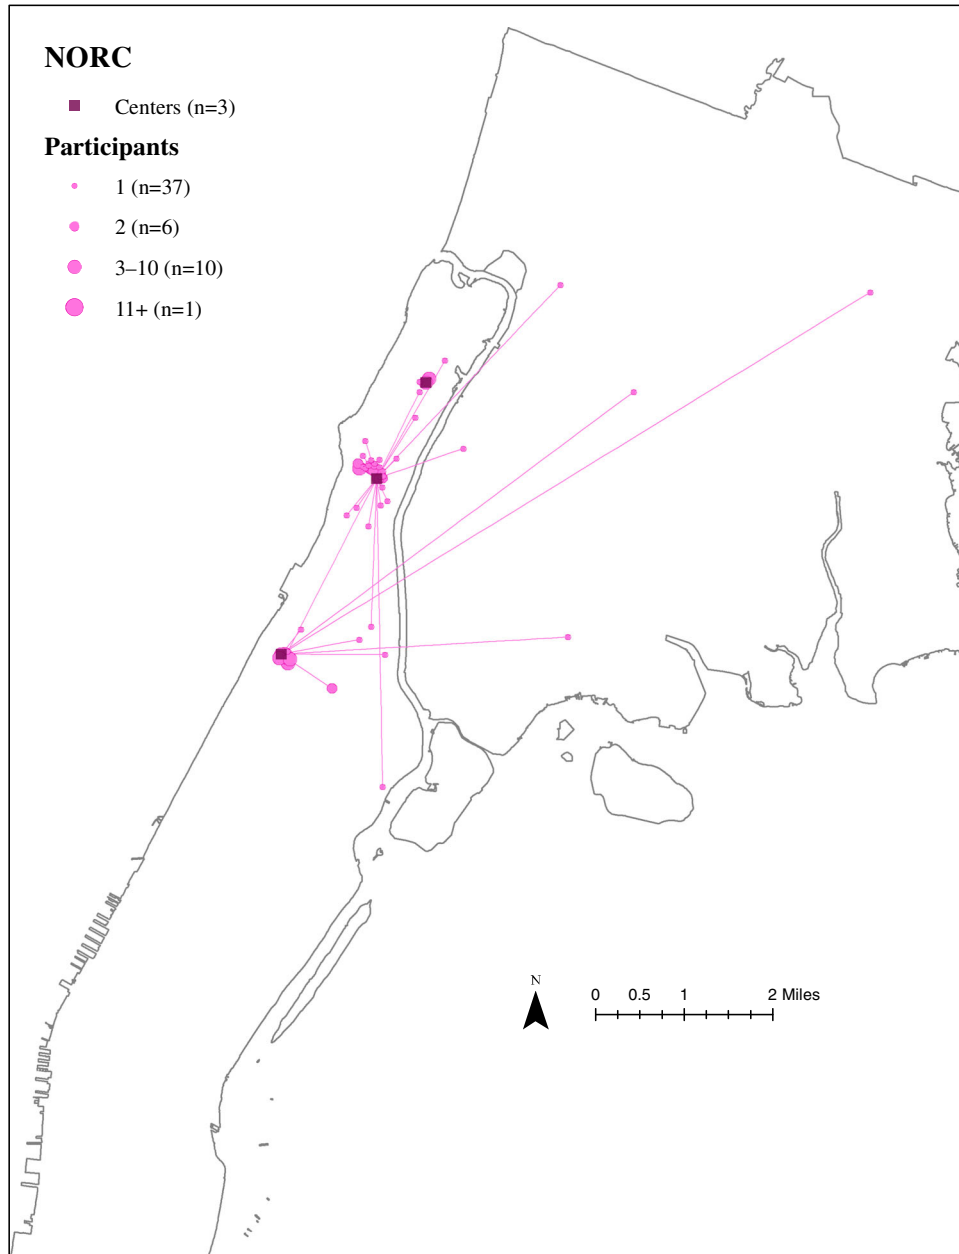 NORC
Centers (n=3)
Participants
1 (n=37)
2 (n=6)
3–10 (n=10)
11+ (n=1)
N
0 0.5 1 2 Miles